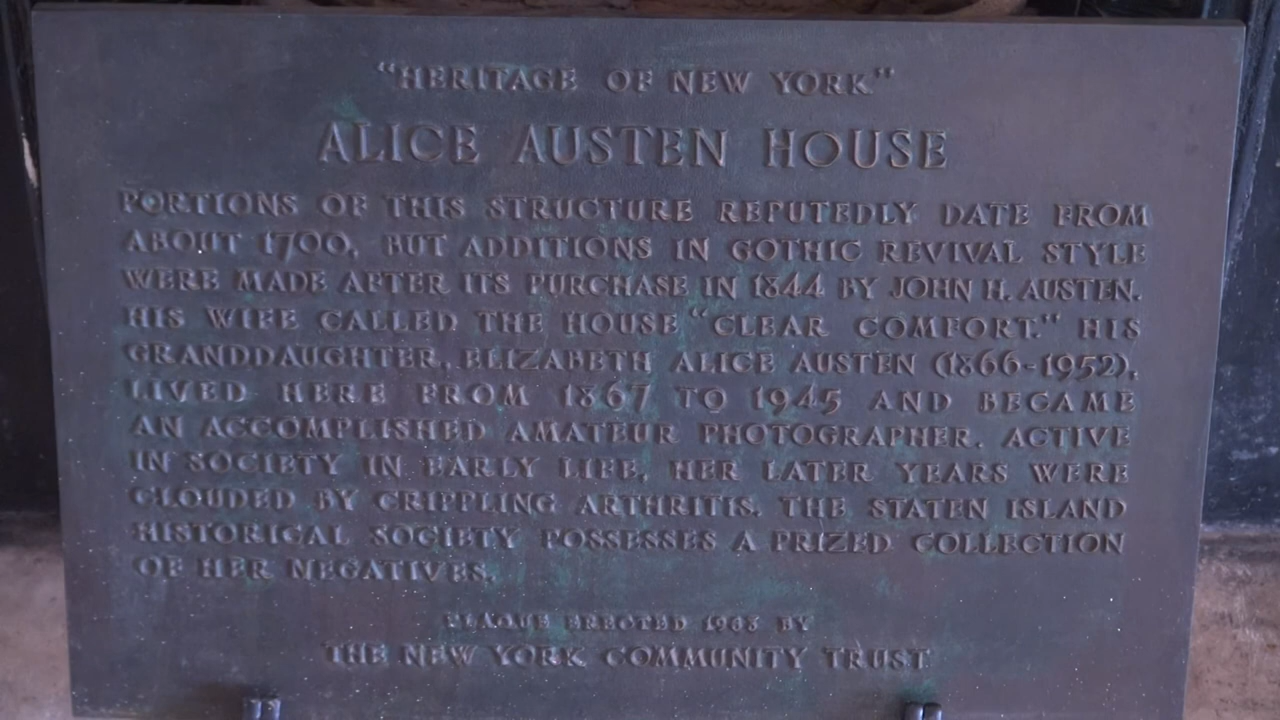 "HERITAGE OF NEW YORK"
ALICE AUSTEN HOUSE
PORTIONS OF THIS STRUCTURE REPUTEDLY DATE FROM
ABOUT 1700, BUT ADDITIONS IN GOTHIC REVIVAL STYLE
WERE MADE AFTER ITS PURCHASE IN 1844 BY JOHN H. AUSTEN.
HIS WIFE CALLED THE HOUSE "CLEAR COMFORT." HIS
GRANDDAUGHTER, ELIZABETH ALICE AUSTEN (1866-1952),
LIVED HERE FROM 1867 TO 1945 AND BECAME
AN ACCOMPLISHED AMATEUR PHOTOGRAPHER. ACTIVE
IN SOCIETY IN EARLY LIFE, HER LATER YEARS WERE
CLOUDED BY CRIPPLING ARTHRITIS. THE STATEN ISLAND
HISTORICAL SOCIETY POSSESSES A PRIZED COLLECTION
OF HER NEGATIVES.
PLAQUE ERECTED 1963 BY
THE NEW YORK COMMUNITY TRUST